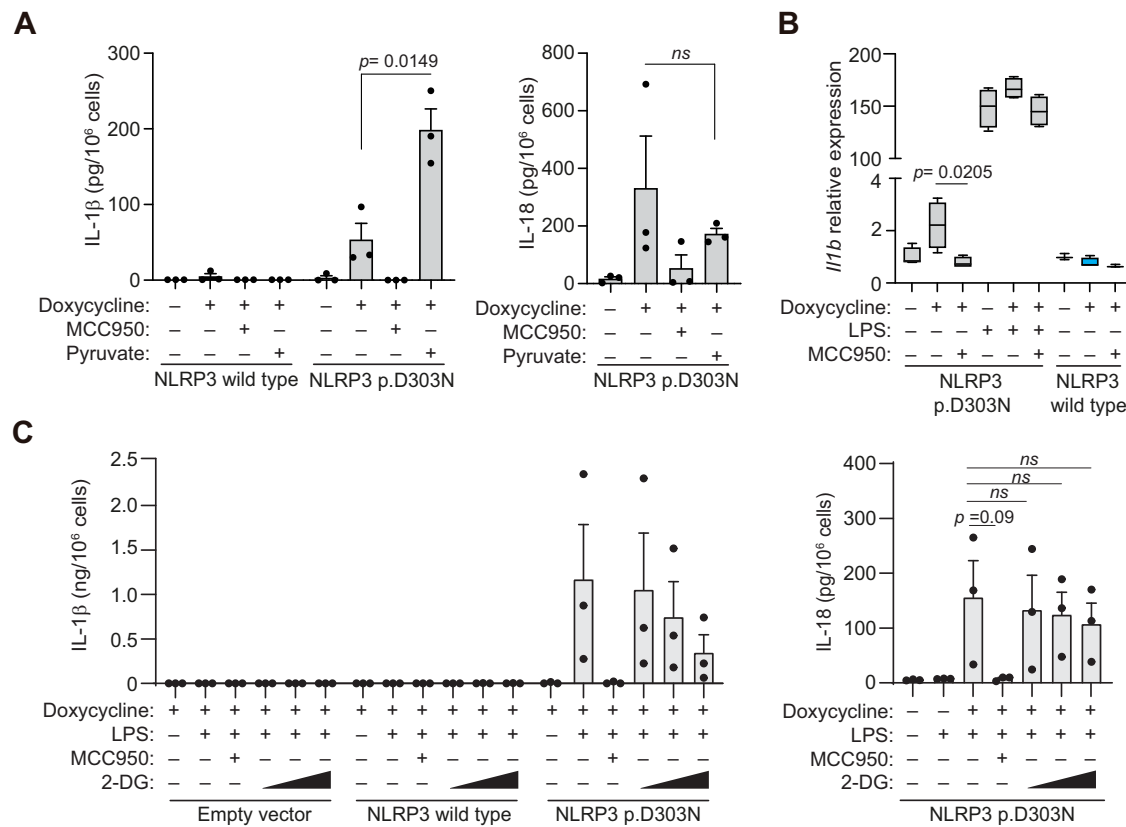 A
300
200
100
0
IL-1β (pg/10⁶ cells)
p= 0.0149
Doxycycline: – + + + – + + +
MCC950: – – + – – – + –
Pyruvate: – – – + – – – +
NLRP3 wild type NLRP3 p.D303N
800
600
400
200
0
IL-18 (pg/10⁶ cells)
ns
Doxycycline: – + + +
MCC950: – – + –
Pyruvate: – – – +
NLRP3 p.D303N
B
200
150
100
4
2
0
Il1b relative expression
p= 0.0205
Doxycycline: – + + – + + – + +
LPS: – – – + + + – – –
MCC950: – – + – – + – – +
NLRP3
p.D303N
NLRP3
wild type
C
2.5
2.0
1.5
1.0
0.5
0
IL-1β (ng/10⁶ cells)
Doxycycline: + + + + + + + + + + + + + + + + + +
LPS: – + + + + + – + + + + + – + + + + +
MCC950: – – + – – – – – + – – – – – + – – –
2-DG: – – – – – – – – –
Empty vector NLRP3 wild type NLRP3 p.D303N
400
300
200
100
0
IL-18 (pg/10⁶ cells)
ns
ns
ns
p =0.09
Doxycycline: – – + + + + +
LPS: – + + + + + +
MCC950: – – – + – – –
2-DG: – – – –
NLRP3 p.D303N